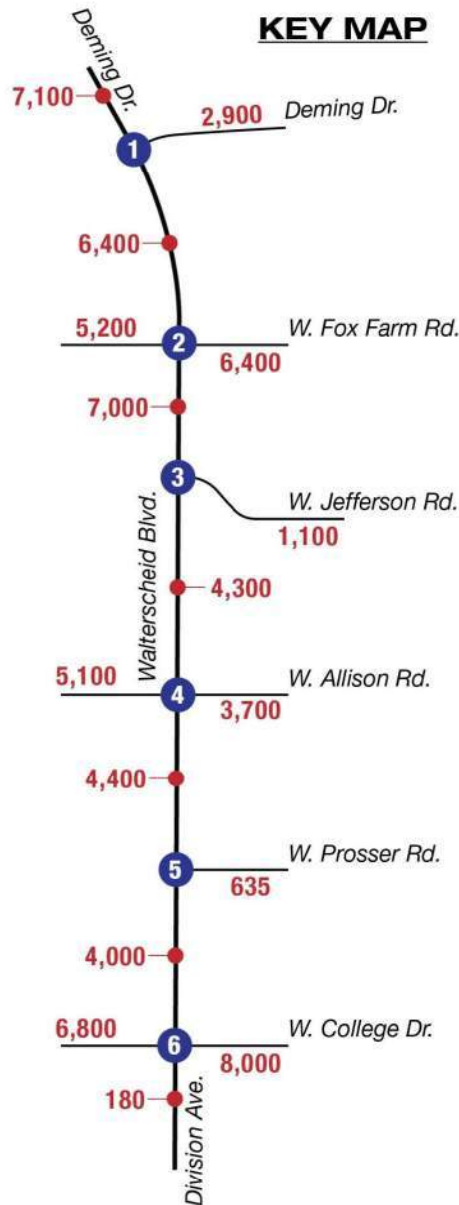 KEY MAP
Deming Dr.
7,100
2,900
Deming Dr.
1
6,400
5,200
W. Fox Farm Rd.
2
6,400
7,000
3
W. Jefferson Rd.
1,100
Walterscheid Blvd.
4,300
5,100
W. Allison Rd.
4
3,700
4,400
W. Prosser Rd.
5
635
4,000
6,800
W. College Dr.
6
8,000
180
Division Ave.